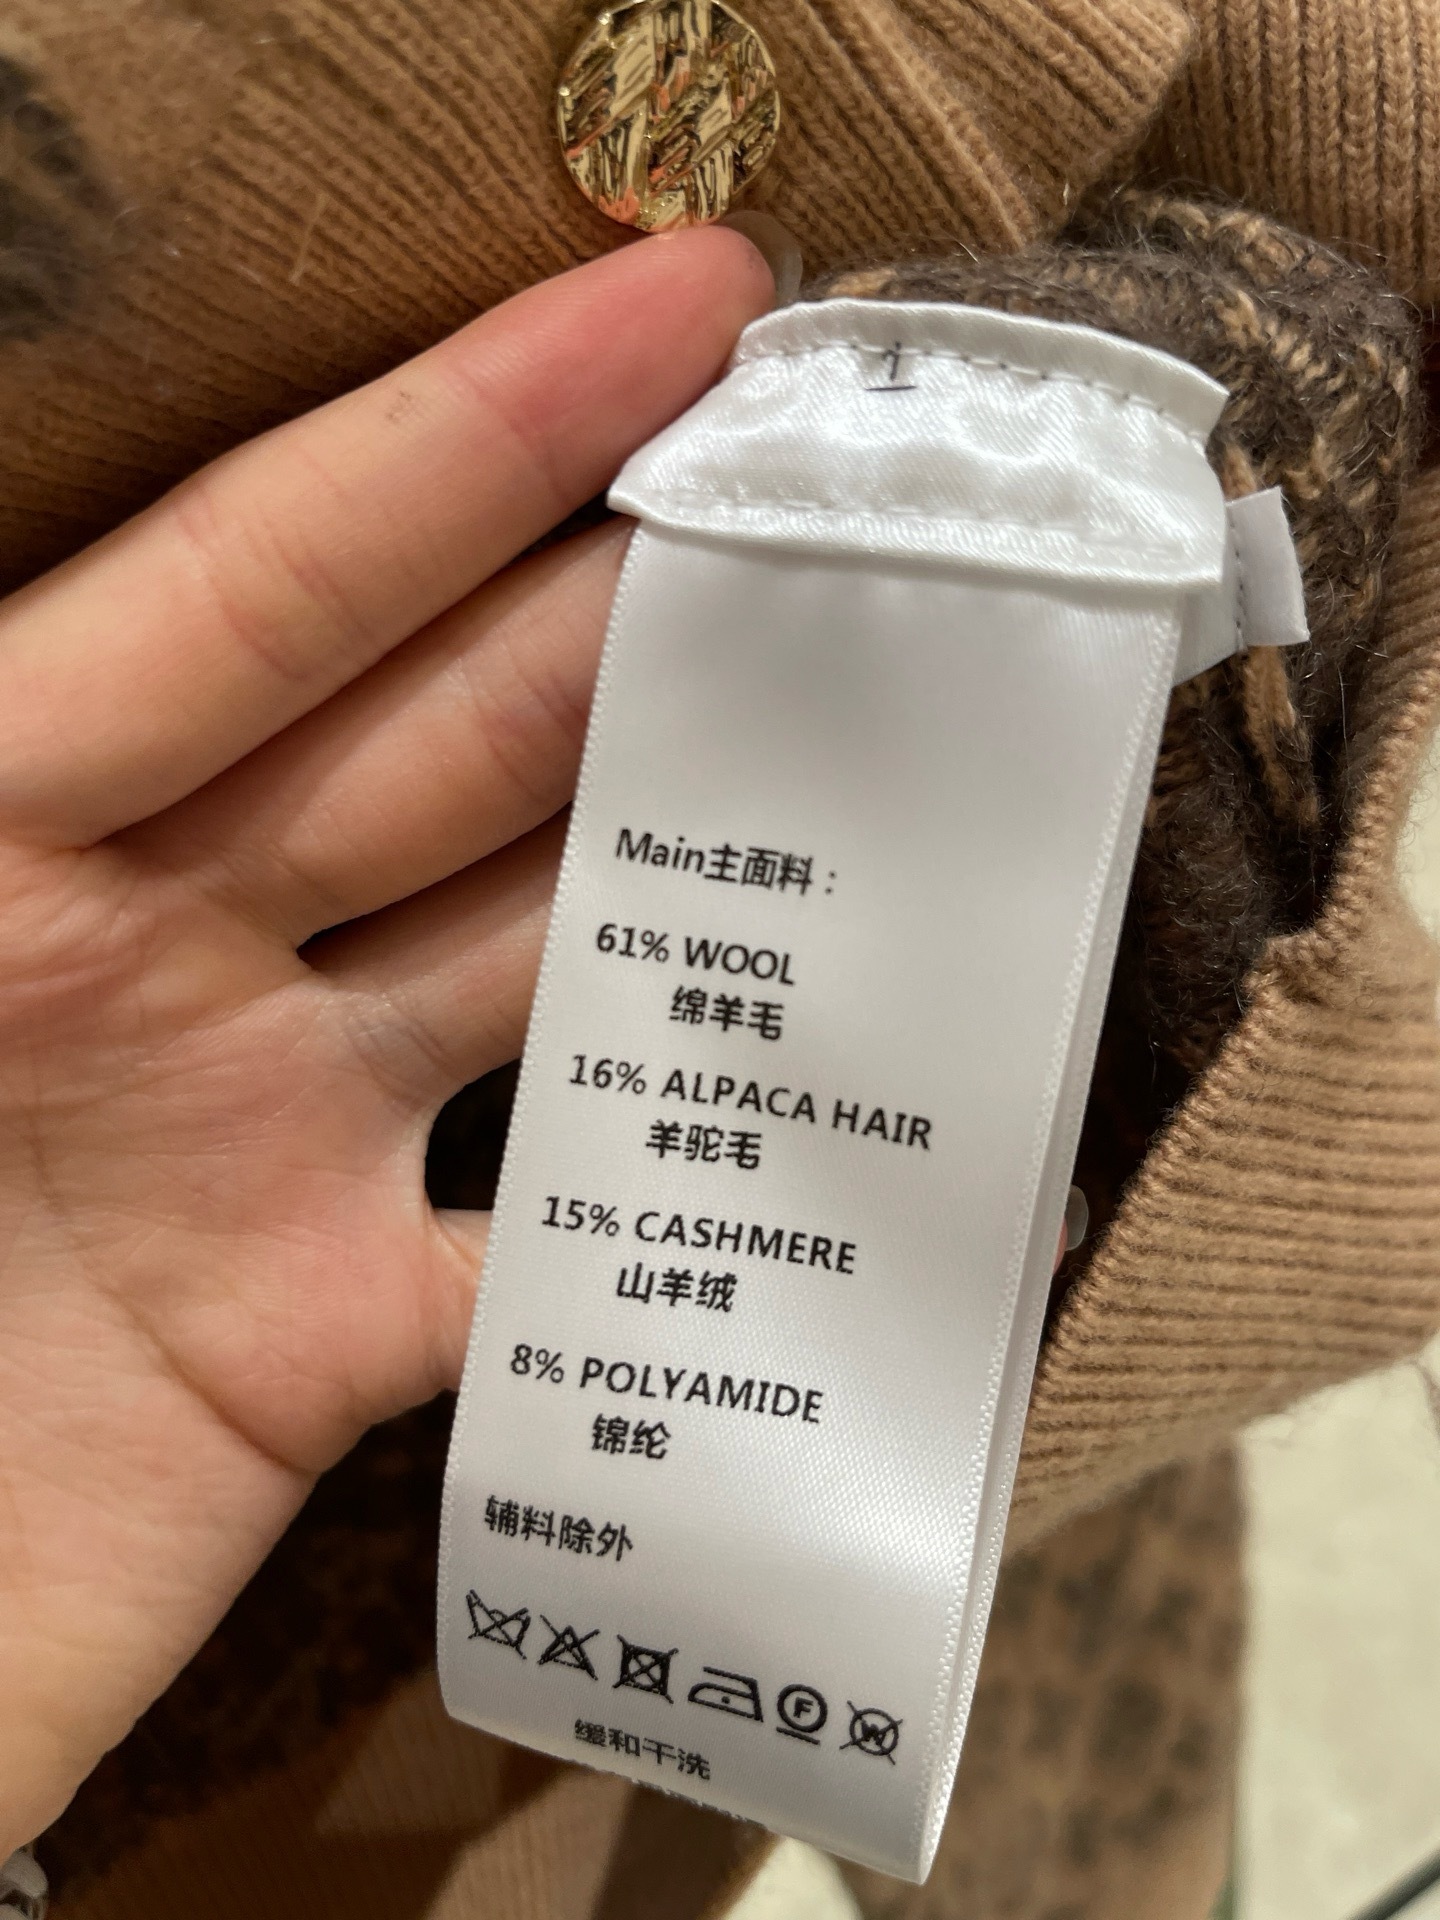 1
Main主面料：
61% WOOL
绵羊毛
16% ALPACA HAIR
羊驼毛
15% CASHMERE
山羊绒
8% POLYAMIDE
锦纶
辅料除外
F W
缓和干洗